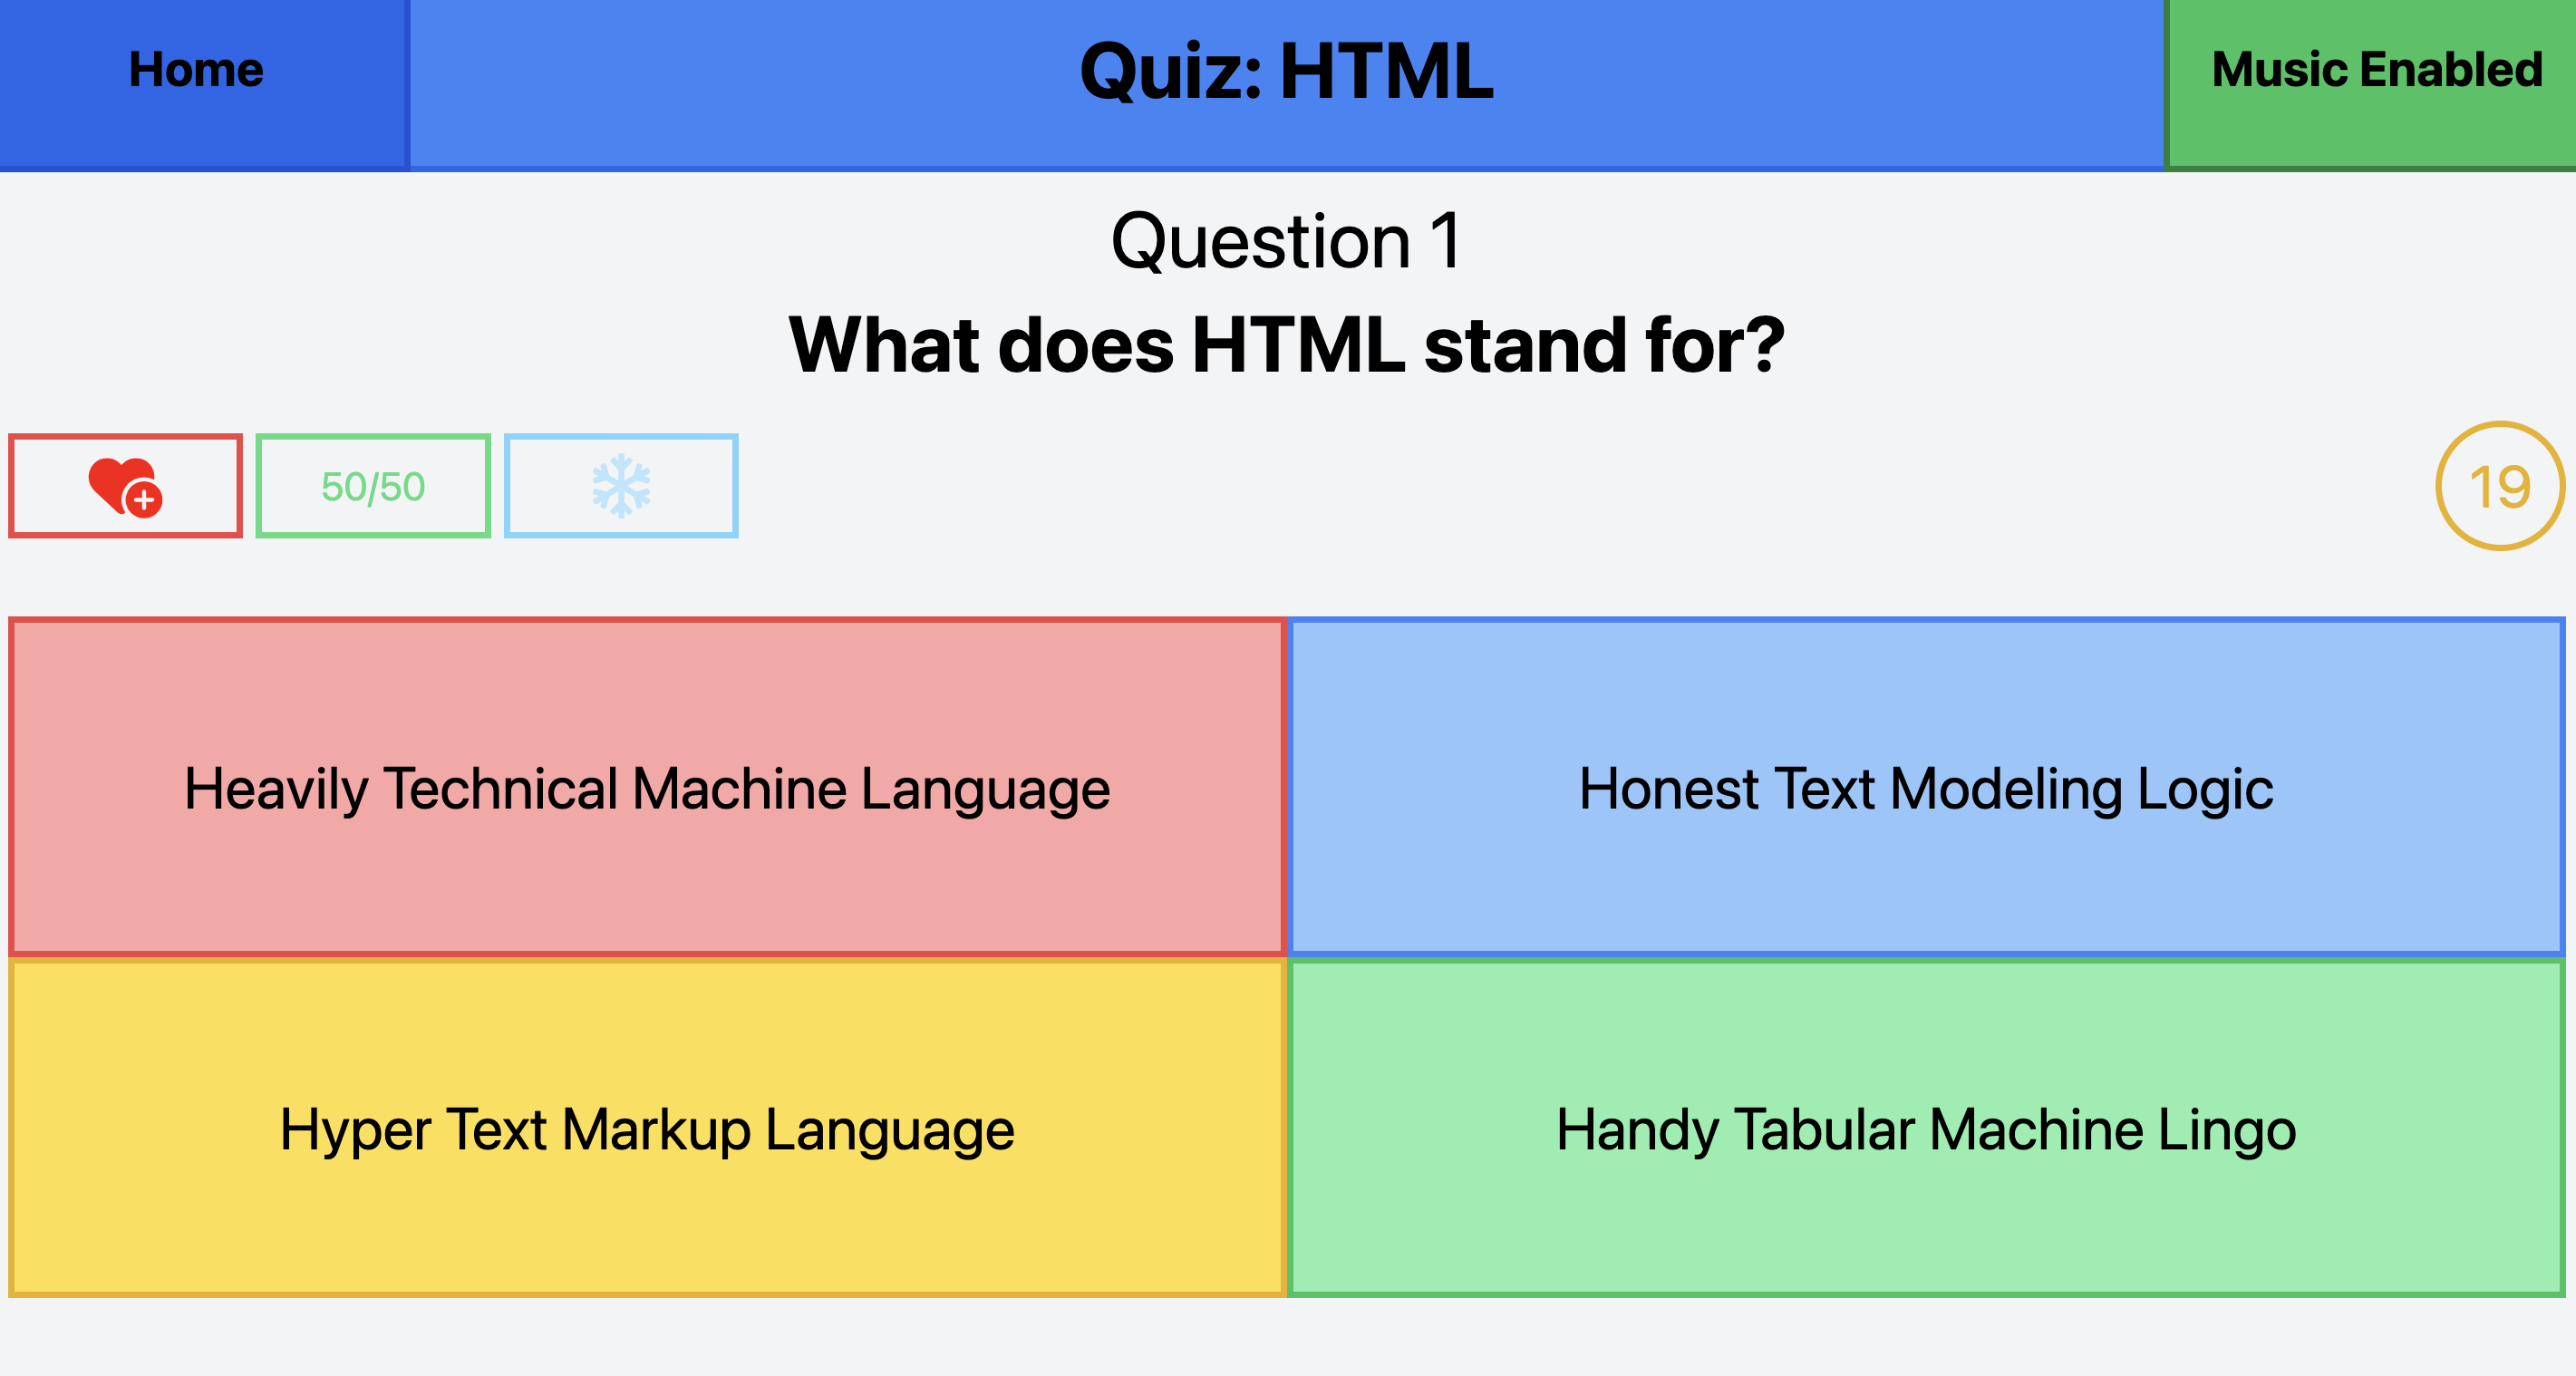 Home
Quiz: HTML
Music Enabled
Question 1
What does HTML stand for?
50/50
19
Heavily Technical Machine Language
Honest Text Modeling Logic
Hyper Text Markup Language
Handy Tabular Machine Lingo